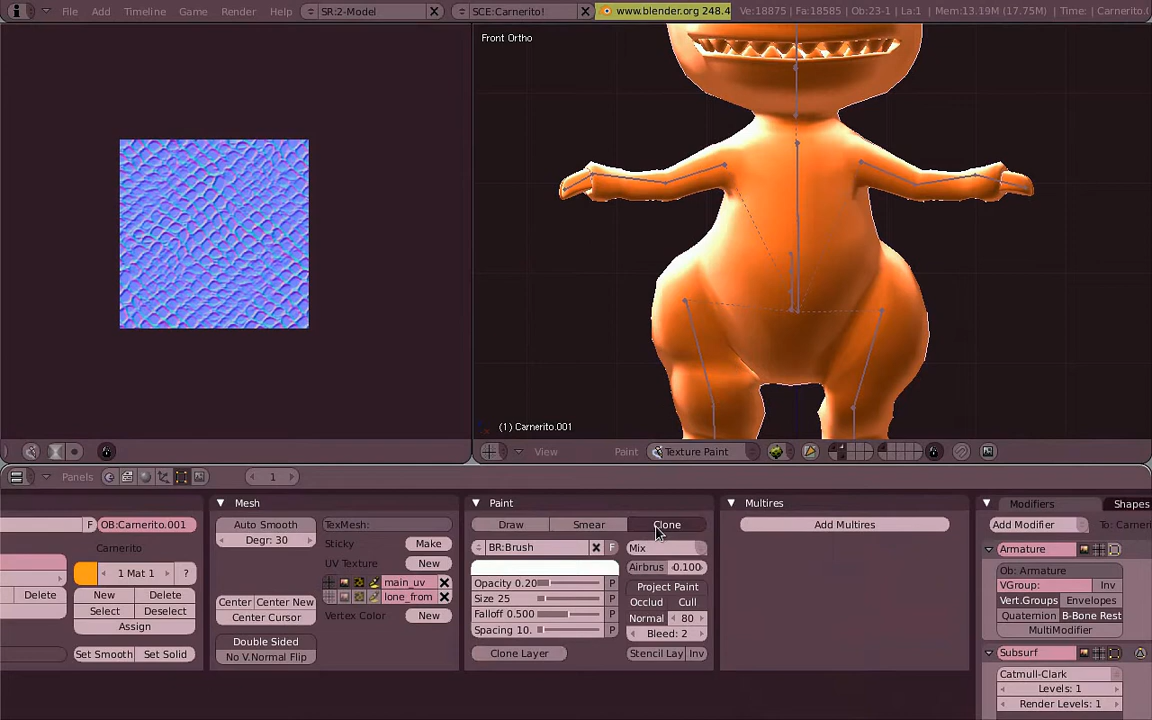 File Add Timeline Game Render Help SR:2-Model SCE:Carnerito! www.blender.org 248.4 Ve:18875 | Fa:18585 | Ob:23-1 | La:1 | Mem:13.19M (17.75M) | Time: | Carnerito.
Front Ortho
(1) Carnerito.001
View Paint Texture Paint
Panels 1
Mesh Paint Multires Modifiers Shapes
F OB:Carnerito.001 Auto Smooth TexMesh: Draw Smear Clone Add Multires Add Modifier To: Carneri
Degr: 30 Sticky Make
Carnerito BR:Brush F Mix Armature
UV Texture New
1 Mat 1 ? main_uv Airbrus 0.100 Ob: Armature
Opacity 0.20 P Project Paint VGroup: Inv
Delete New Delete lone_from Size 25 P Occlud Cull Vert.Groups Envelopes
Select Deselect Center Center New Vertex Color New Falloff 0.500 P Normal 80 Quaternion B-Bone Rest
Assign Center Cursor Spacing 10. P Bleed: 2 MultiModifier
Double Sided
Set Smooth Set Solid No V.Normal Flip Clone Layer Stencil Lay Inv Subsurf
Catmull-Clark
Levels: 1
Render Levels: 1